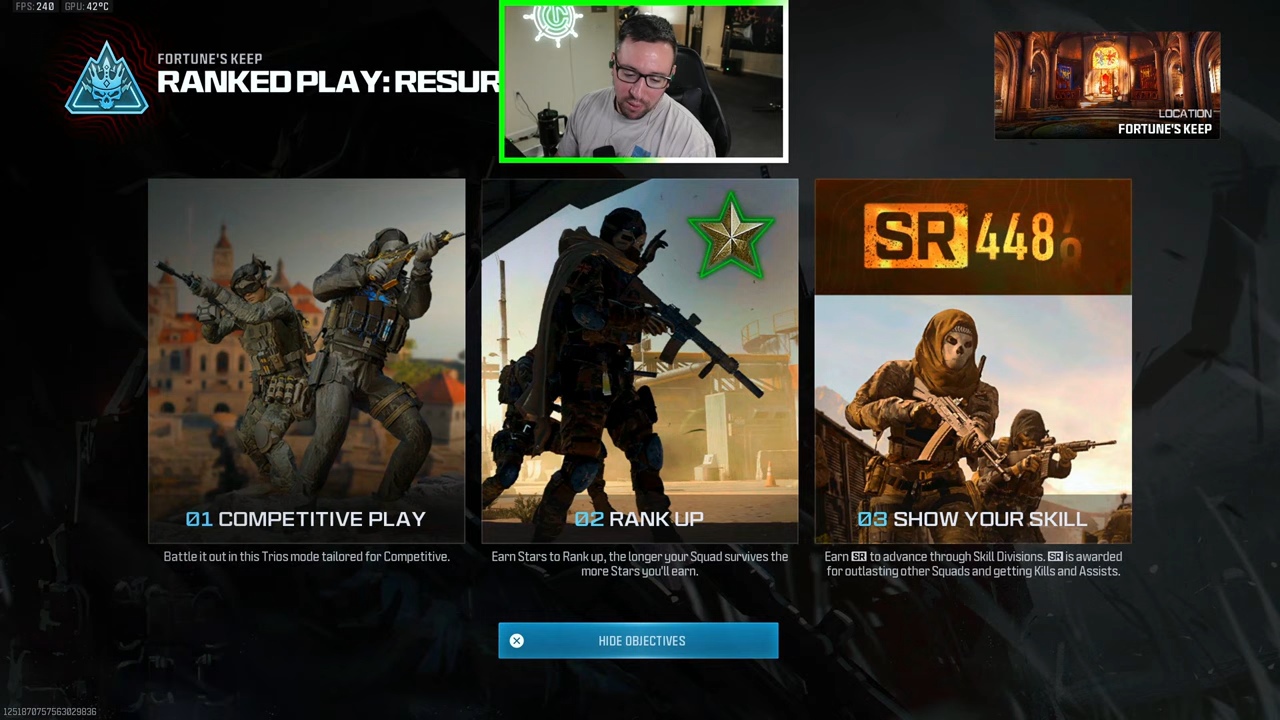 FPS: 240 GPU: 42°C
FORTUNE'S KEEP
RANKED PLAY: RESUR
LOCATION
FORTUNE'S KEEP
SR 448
01 COMPETITIVE PLAY
Battle it out in this Trios mode tailored for Competitive.
02 RANK UP
Earn Stars to Rank up, the longer your Squad survives the
more Stars you'll earn.
03 SHOW YOUR SKILL
Earn SR to advance through Skill Divisions. SR is awarded
for outlasting other Squads and getting Kills and Assists.
HIDE OBJECTIVES
1251870757563029836